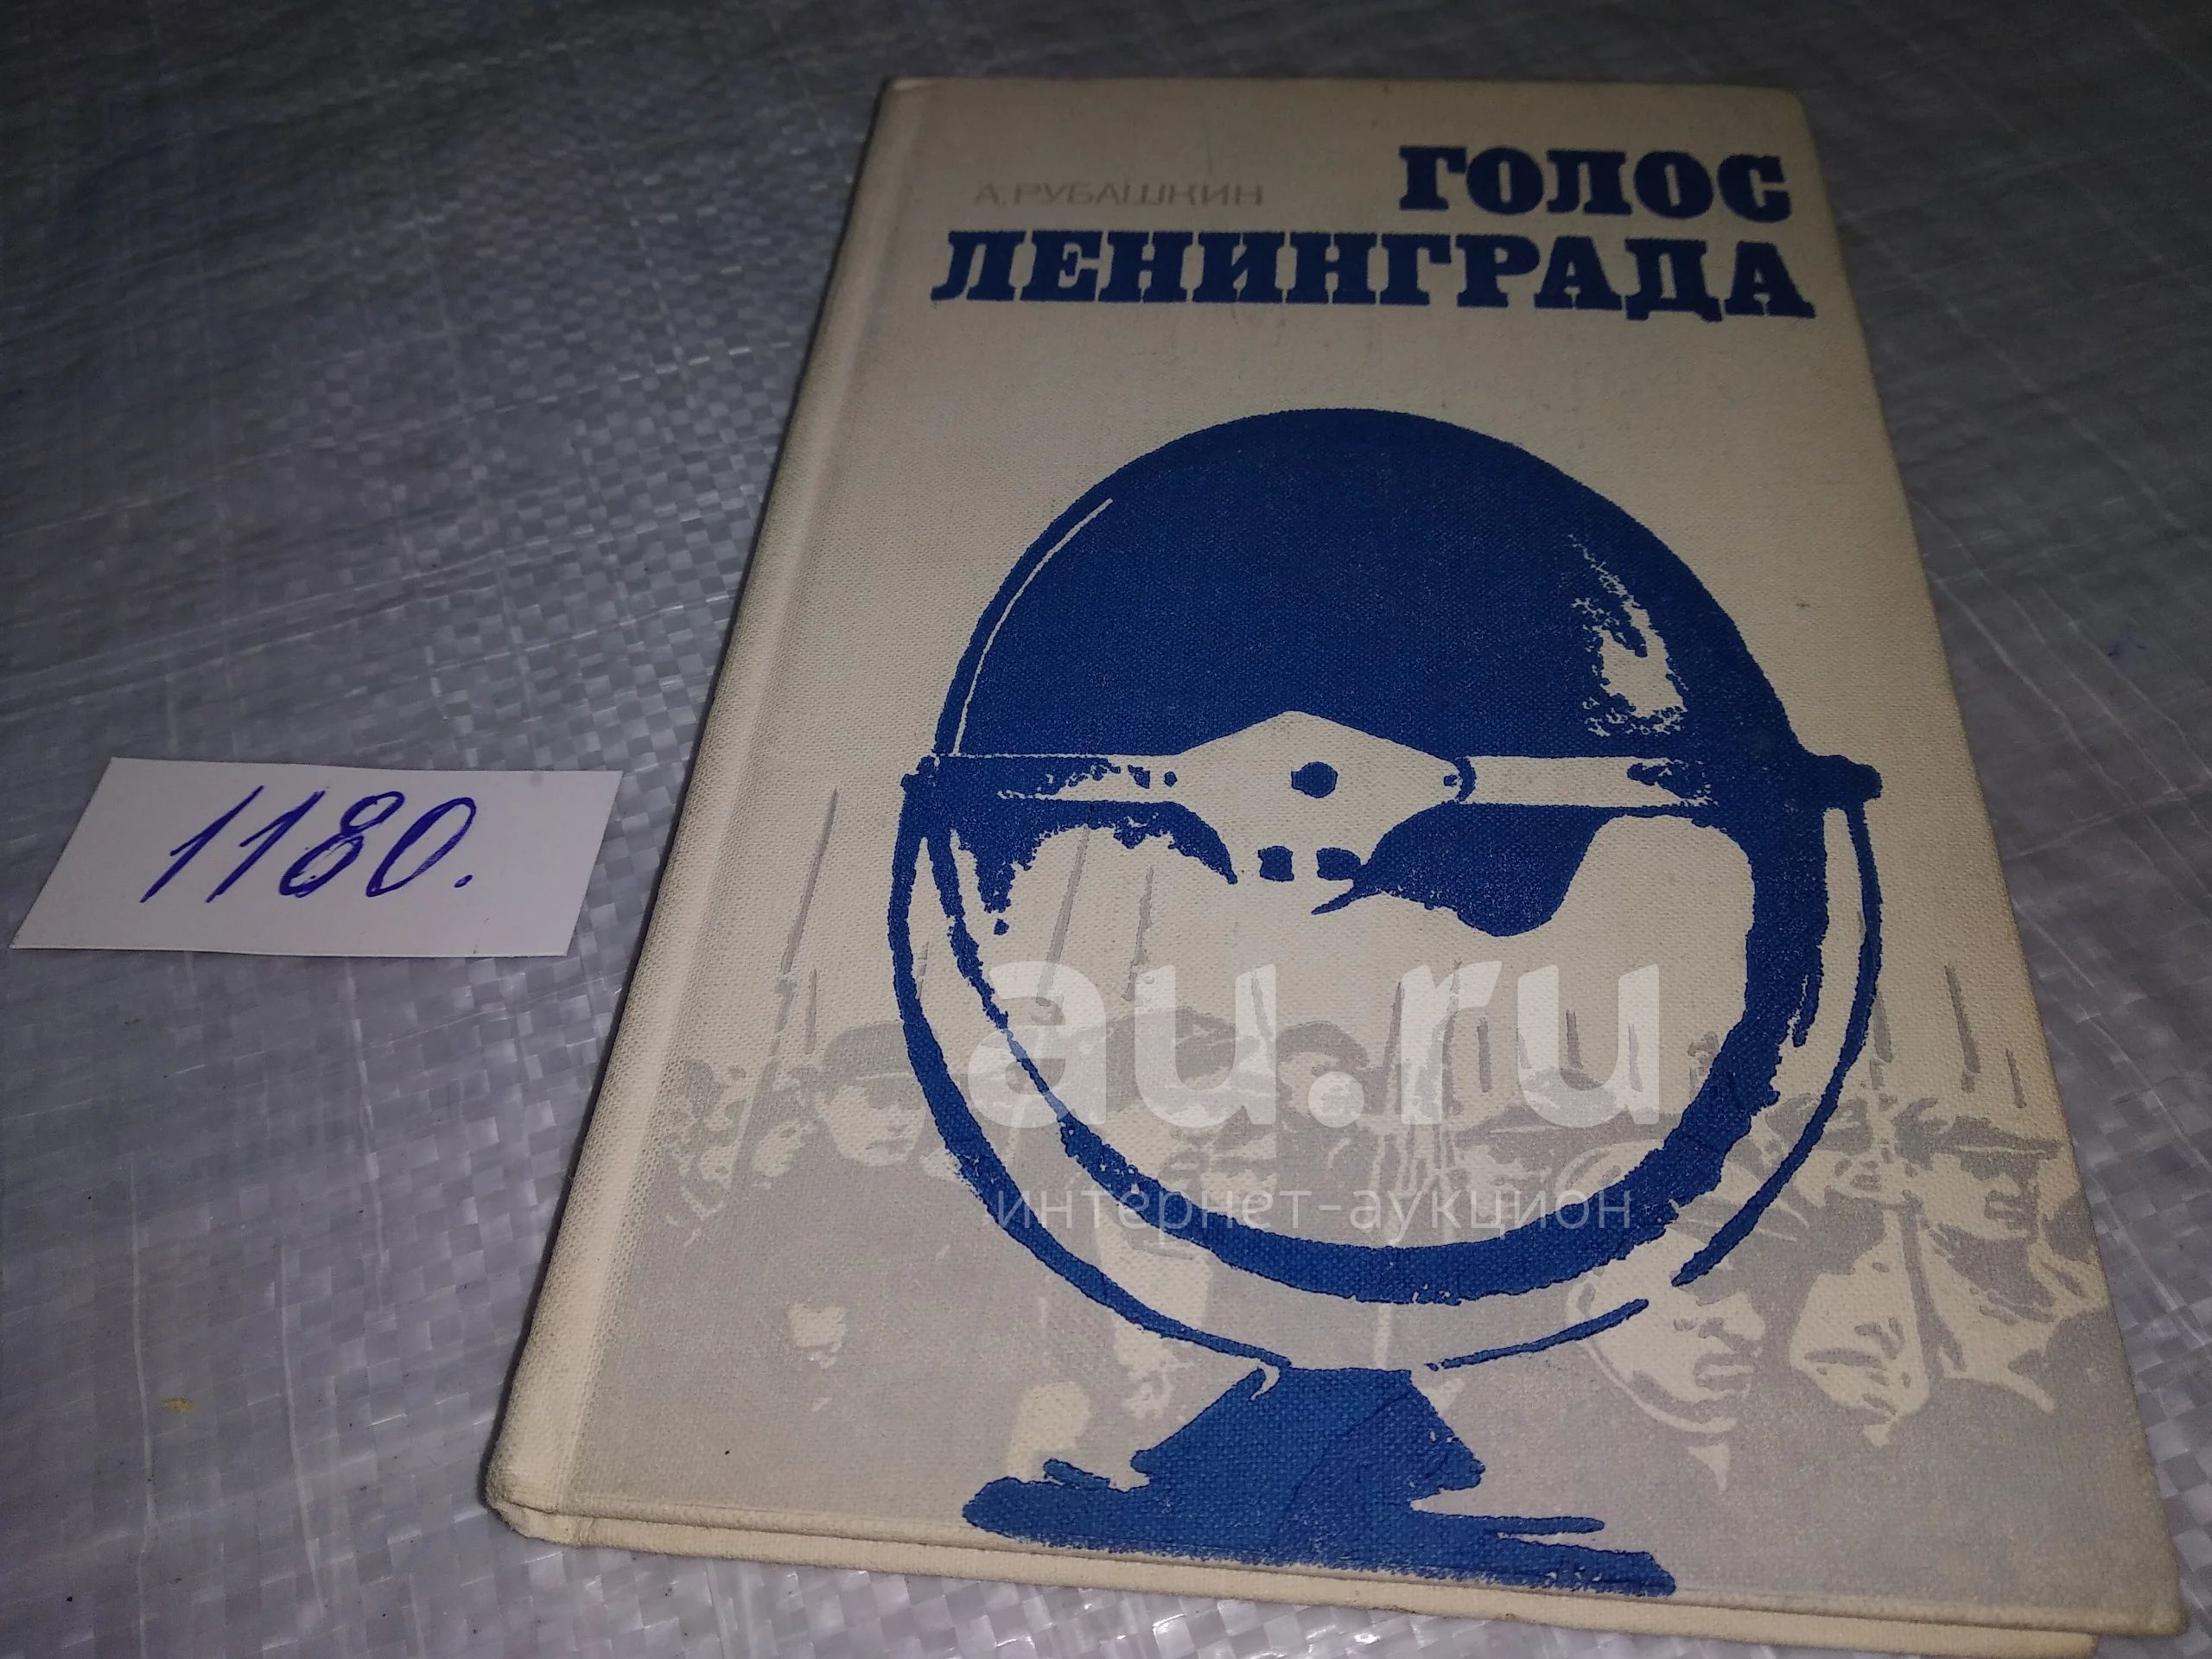 А. РУБАШКИН
ГОЛОС
ЛЕНИНГРАДА
1180.
au.ru
интернет-аукцион